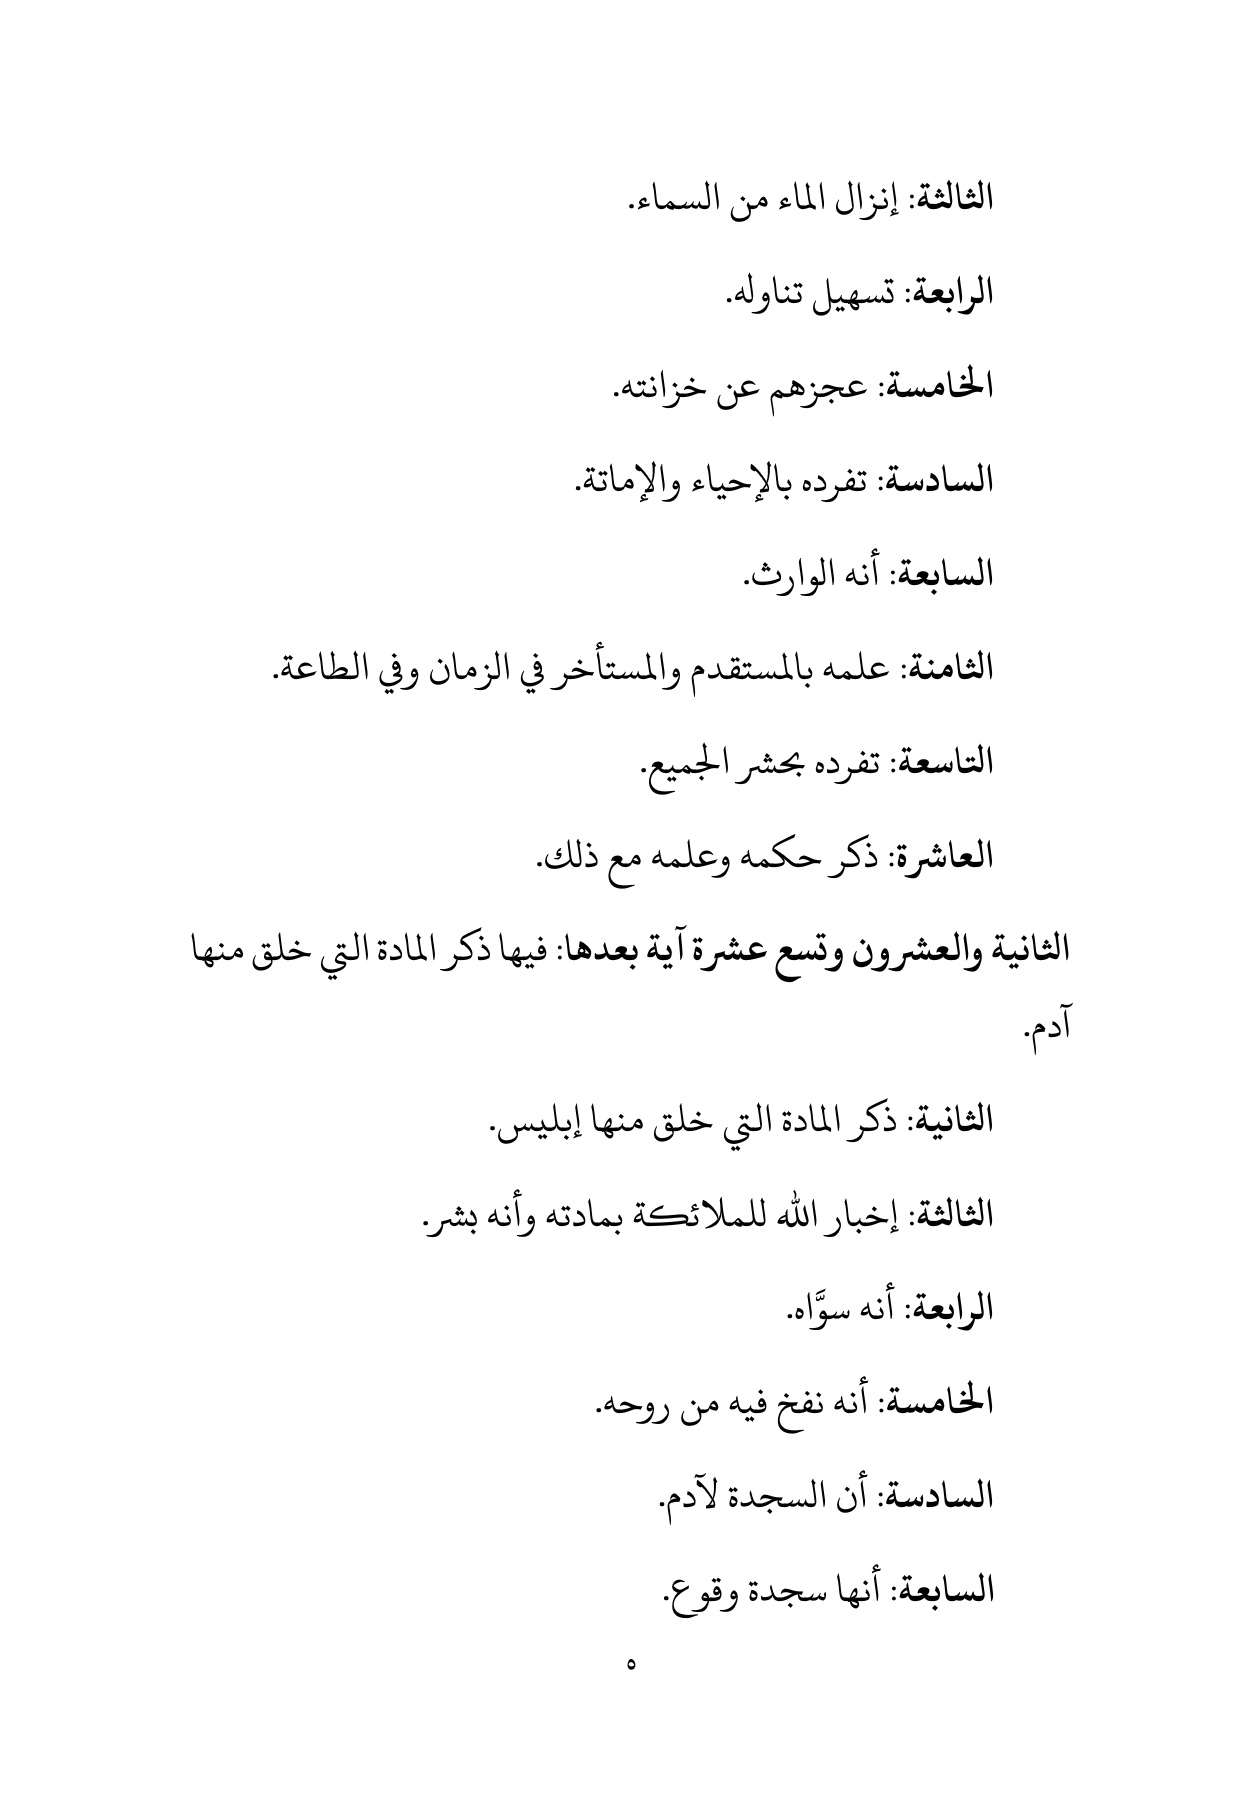 الثالثة: إنزال الماء من السماء.
الرابعة: تسهيل تناوله.
الخامسة: عجزهم عن خزانته.
السادسة: تفرده بالإحياء والإماتة.
السابعة: أنه الوارث.
الثامنة: علمه بالمستقدم والمستأخر في الزمان وفي الطاعة.
التاسعة: تفرده بحشر الجميع.
العاشرة: ذكر حكمه وعلمه مع ذلك.
الثانية والعشرون وتسع عشرة آية بعدها: فيها ذكر المادة التي خلق منها
آدم.
الثانية: ذكر المادة التي خلق منها إبليس.
الثالثة: إخبار الله للملائكة بمادته وأنه بشر.
الرابعة: أنه سوَّاه.
الخامسة: أنه نفخ فيه من روحه.
السادسة: أن السجدة لآدم.
السابعة: أنها سجدة وقوع.
٥